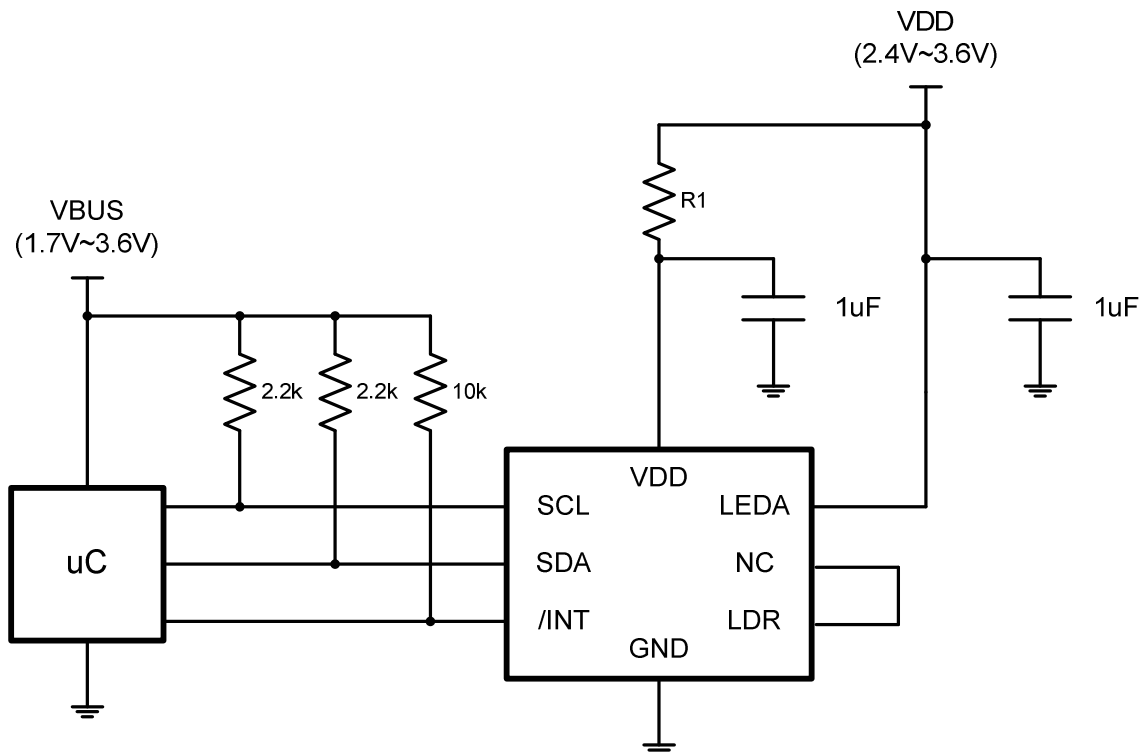 VDD
(2.4V~3.6V)
R1
VBUS
(1.7V~3.6V)
1uF
1uF
2.2k
2.2k
10k
VDD
SCL
LEDA
uC
SDA
NC
/INT
LDR
GND